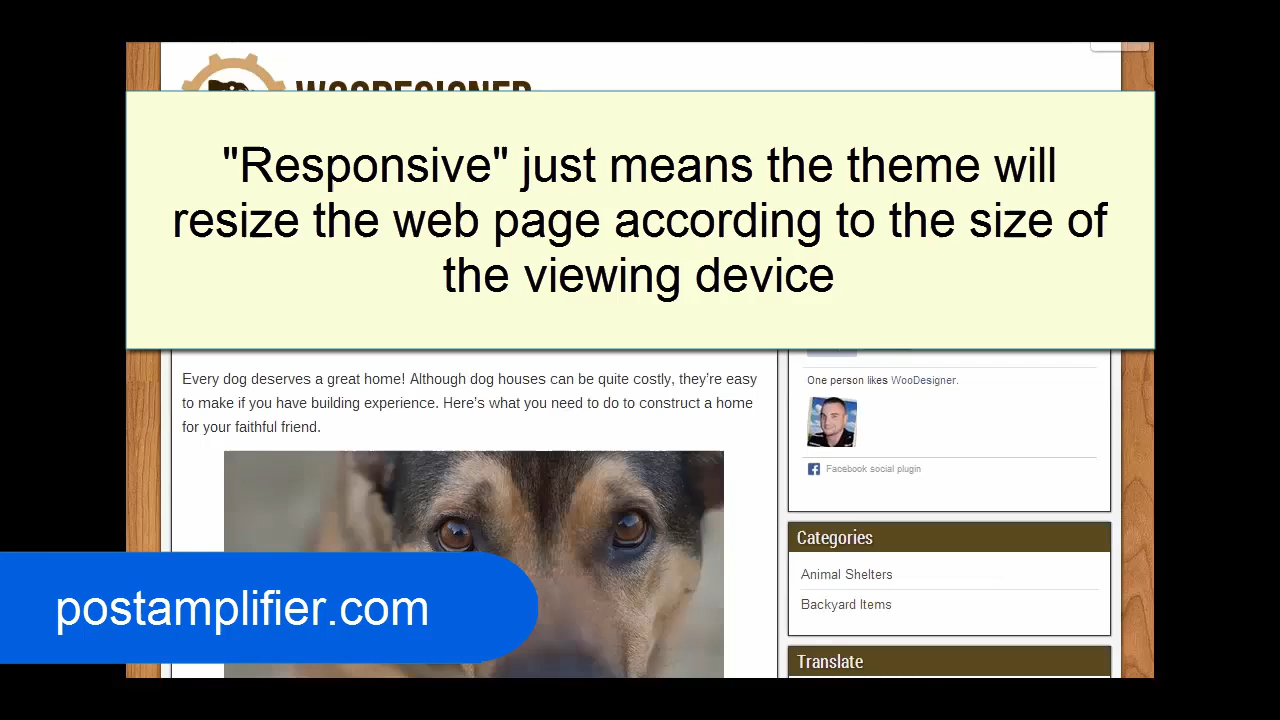 WOODESIGNER
"Responsive" just means the theme will
resize the web page according to the size of
the viewing device
Every dog deserves a great home! Although dog houses can be quite costly, they’re easy
to make if you have building experience. Here’s what you need to do to construct a home
for your faithful friend.
One person likes WooDesigner.
Facebook social plugin
Categories
Animal Shelters
Backyard Items
Translate
postamplifier.com